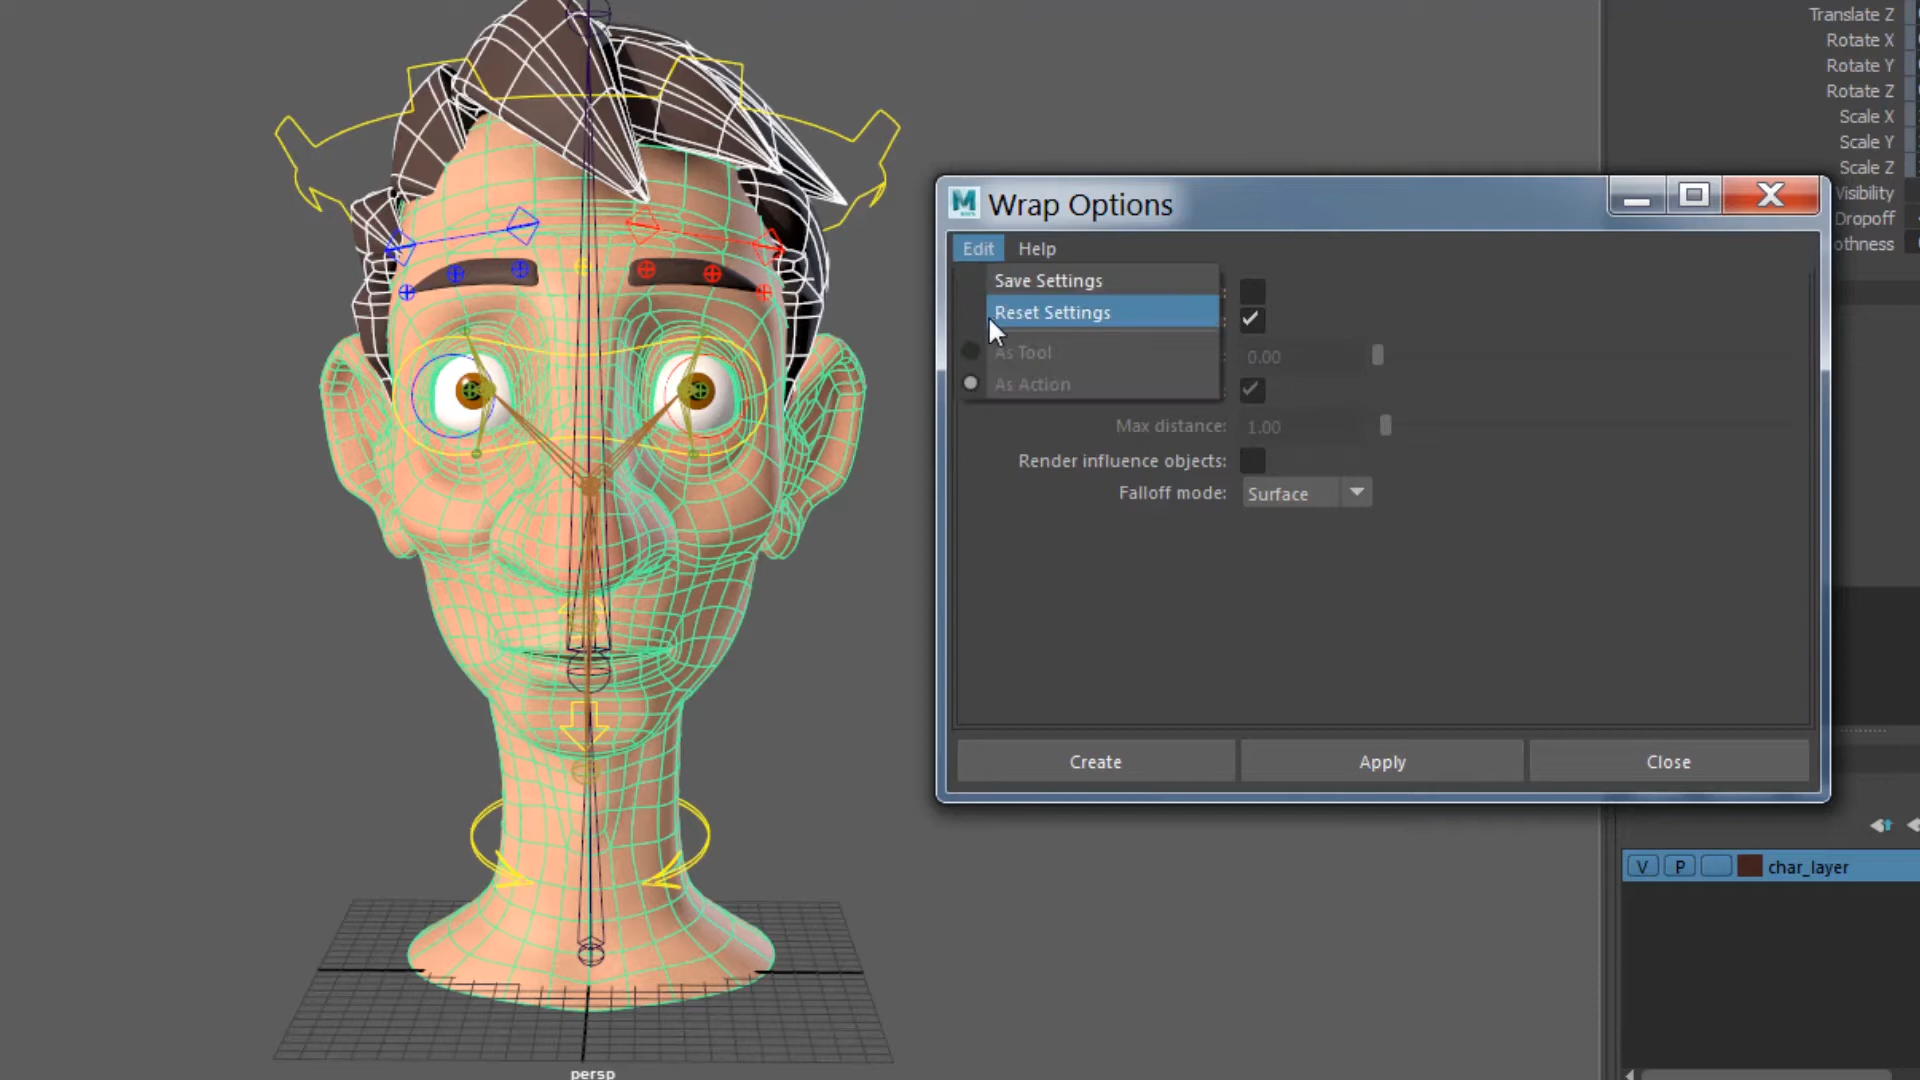 Translate Z
Rotate X
Rotate Y
Rotate Z
Scale X
Scale Y
Scale Z
Visibility
Dropoff
othness
M
Wrap Options
Edit Help
Save Settings
Reset Settings
As Tool
0.00
As Action
Max distance: 1.00
Render influence objects:
Falloff mode: Surface
Create Apply Close
V P char_layer
persp